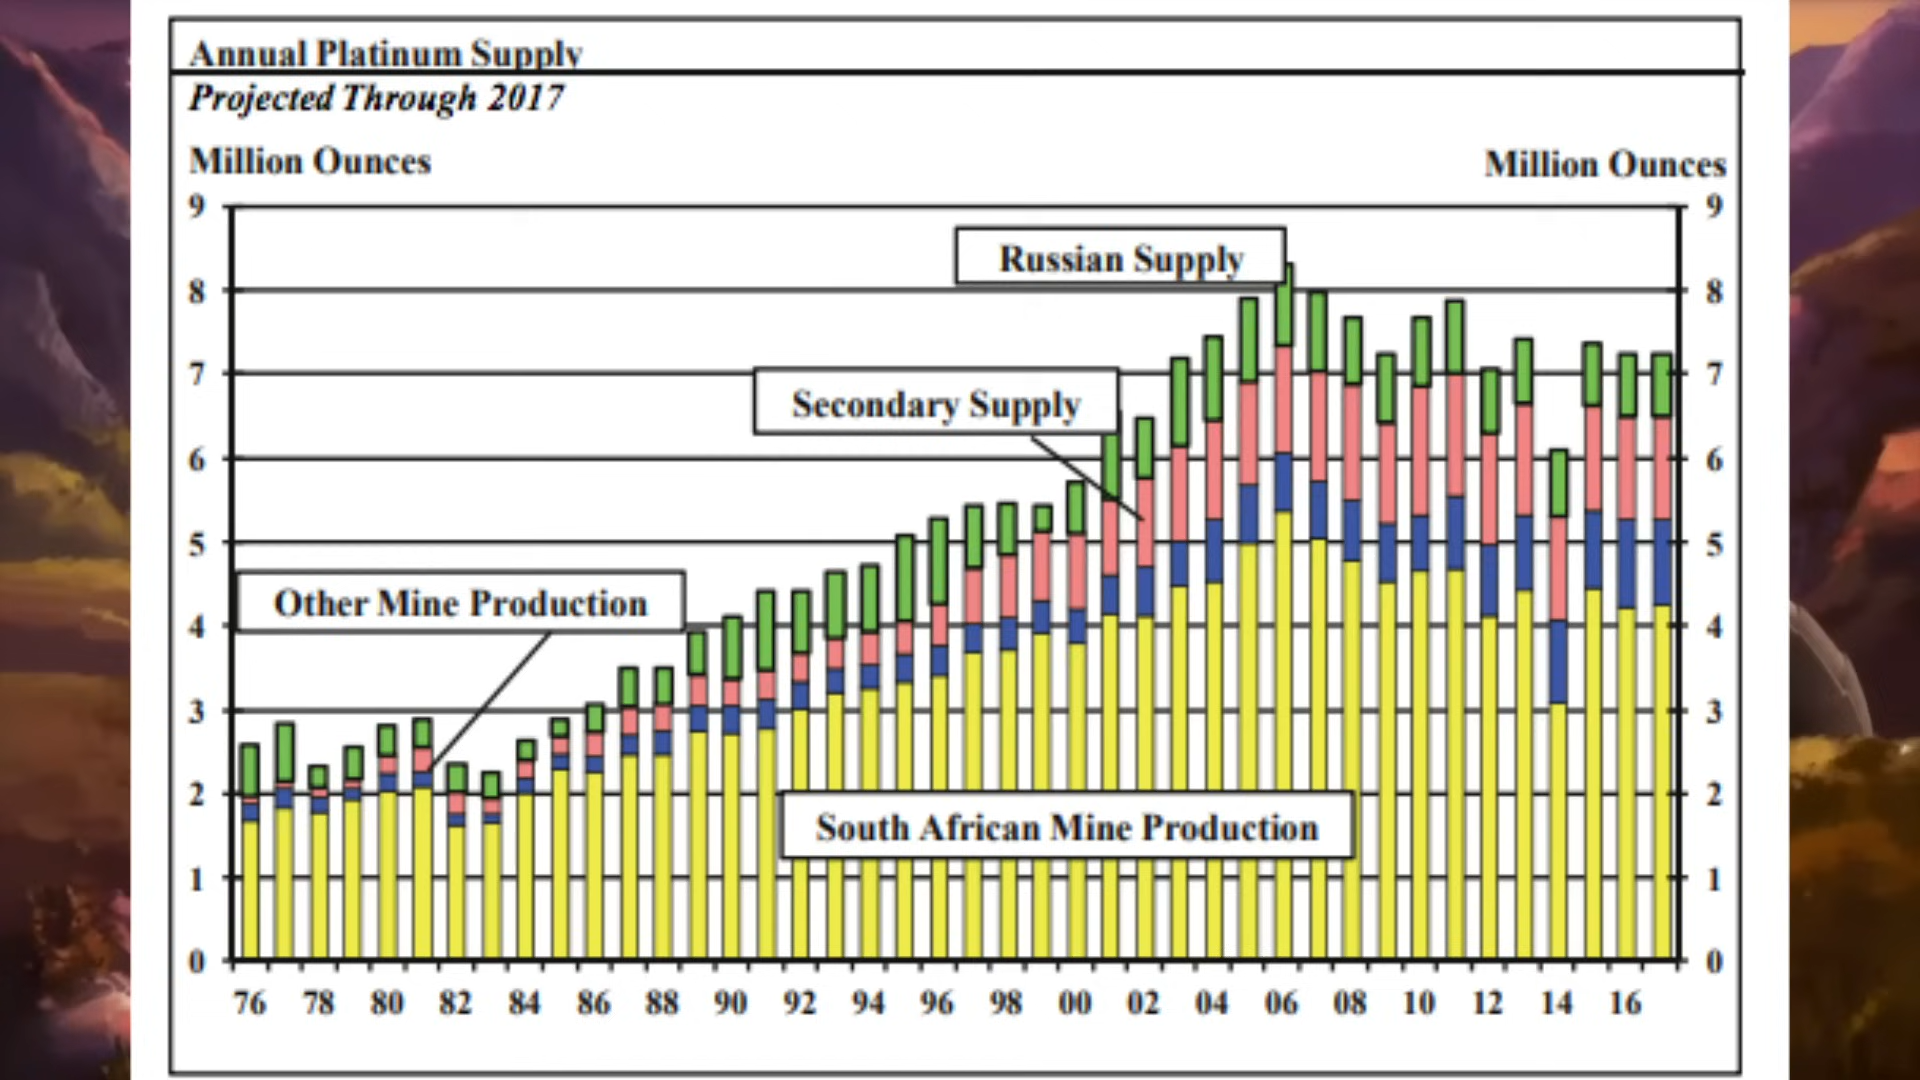 Annual Platinum Supply
Projected Through 2017
Million Ounces
Million Ounces
9
9
Russian Supply
8
8
7
7
Secondary Supply
6
6
5
5
Other Mine Production
4
4
3
3
2
2
South African Mine Production
1
1
0
0
76 78 80 82 84 86 88 90 92 94 96 98 00 02 04 06 08 10 12 14 16